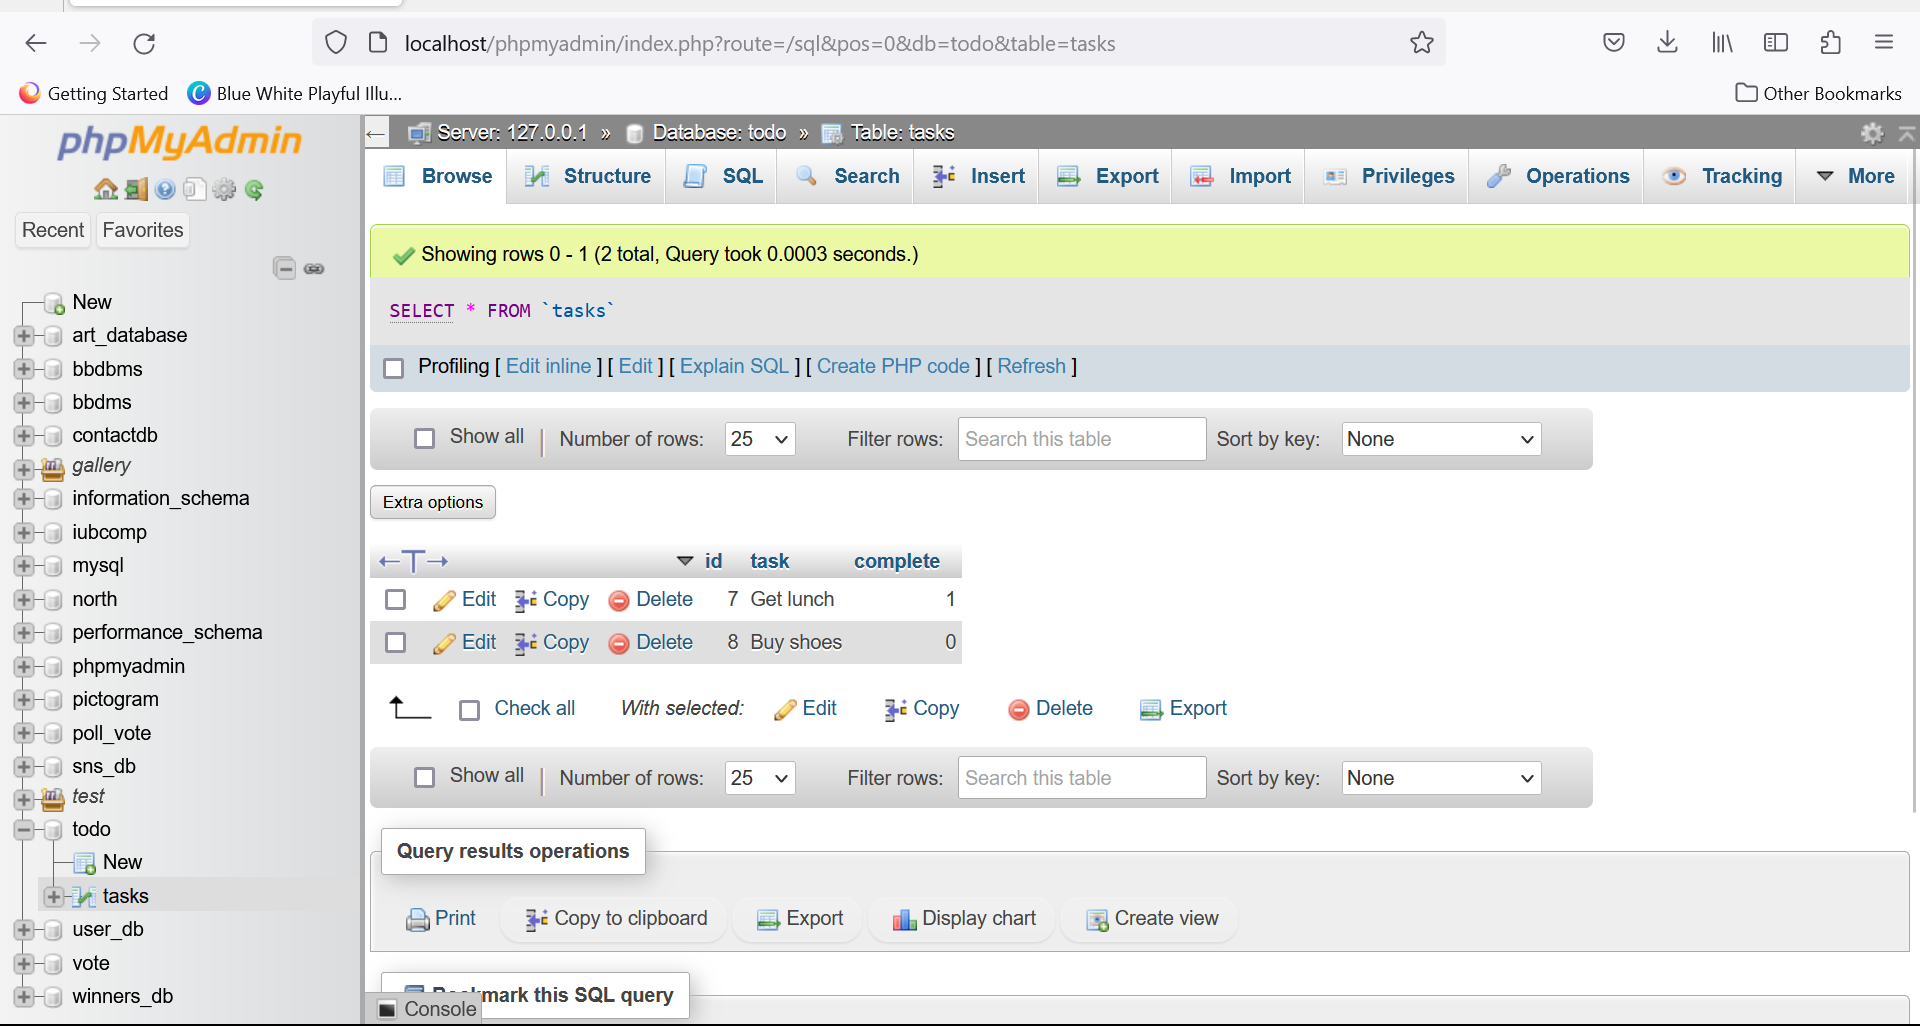 localhost/phpmyadmin/index.php?route=/sql&pos=0&db=todo&table=tasks
Getting Started
Blue White Playful Illu...
Other Bookmarks
phpMyAdmin
Recent
Favorites
New
art_database
bbdbms
bbdms
contactdb
gallery
information_schema
iubcomp
mysql
north
performance_schema
phpmyadmin
pictogram
poll_vote
sns_db
test
todo
New
tasks
user_db
vote
winners_db
Server: 127.0.0.1 » Database: todo » Table: tasks
Browse Structure SQL Search Insert Export Import Privileges Operations Tracking More
Showing rows 0 - 1 (2 total, Query took 0.0003 seconds.)
SELECT * FROM `tasks`
Profiling [ Edit inline ] [ Edit ] [ Explain SQL ] [ Create PHP code ] [ Refresh ]
Show all Number of rows: 25 Filter rows: Search this table Sort by key: None
Extra options
id task complete
Edit Copy Delete 7 Get lunch 1
Edit Copy Delete 8 Buy shoes 0
Check all With selected: Edit Copy Delete Export
Show all Number of rows: 25 Filter rows: Search this table Sort by key: None
Query results operations
Print Copy to clipboard Export Display chart Create view
Bookmark this SQL query
Console